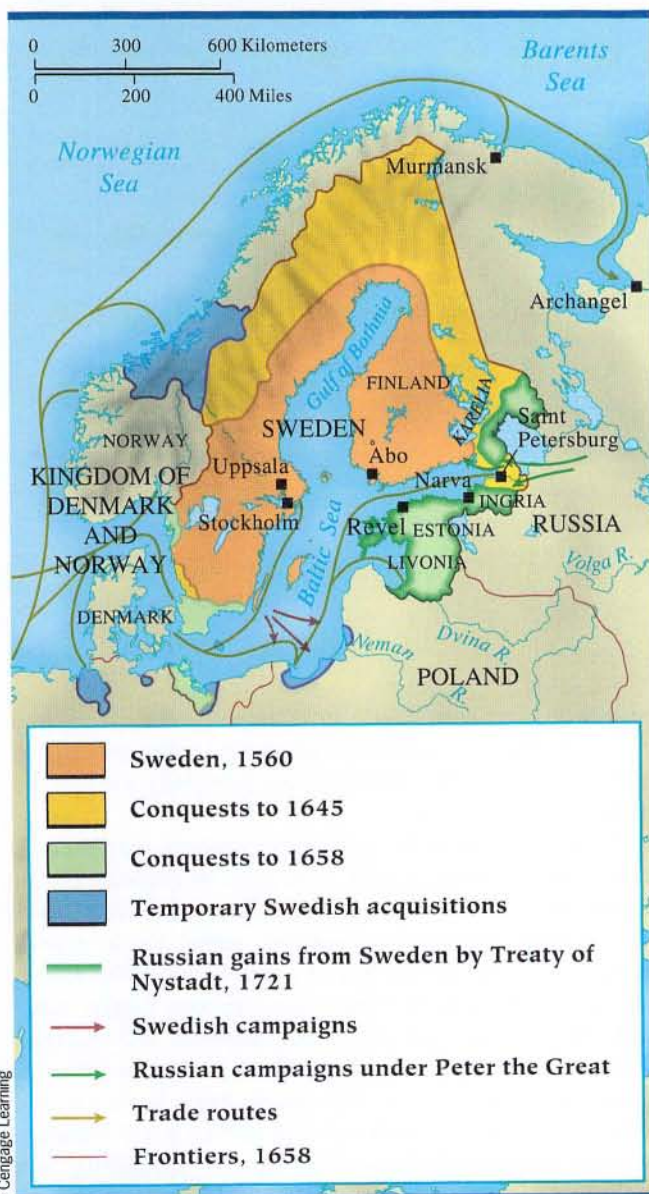 0 300 600 Kilometers
0 200 400 Miles
Barents
Sea
Norwegian
Sea
Murmansk
Archangel
Gulf of Bothnia
FINLAND
KARELIA
Saint
Petersburg
NORWAY
SWEDEN
Åbo
Uppsala
KINGDOM OF
DENMARK
AND
NORWAY
Stockholm
Narva
INGRIA
Revel
ESTONIA
RUSSIA
Baltic Sea
LIVONIA
Volga R.
DENMARK
Dvina R.
Neman R.
POLAND
Sweden, 1560
Conquests to 1645
Conquests to 1658
Temporary Swedish acquisitions
Russian gains from Sweden by Treaty of
Nystadt, 1721
Swedish campaigns
Russian campaigns under Peter the Great
Trade routes
Frontiers, 1658
Cengage Learning